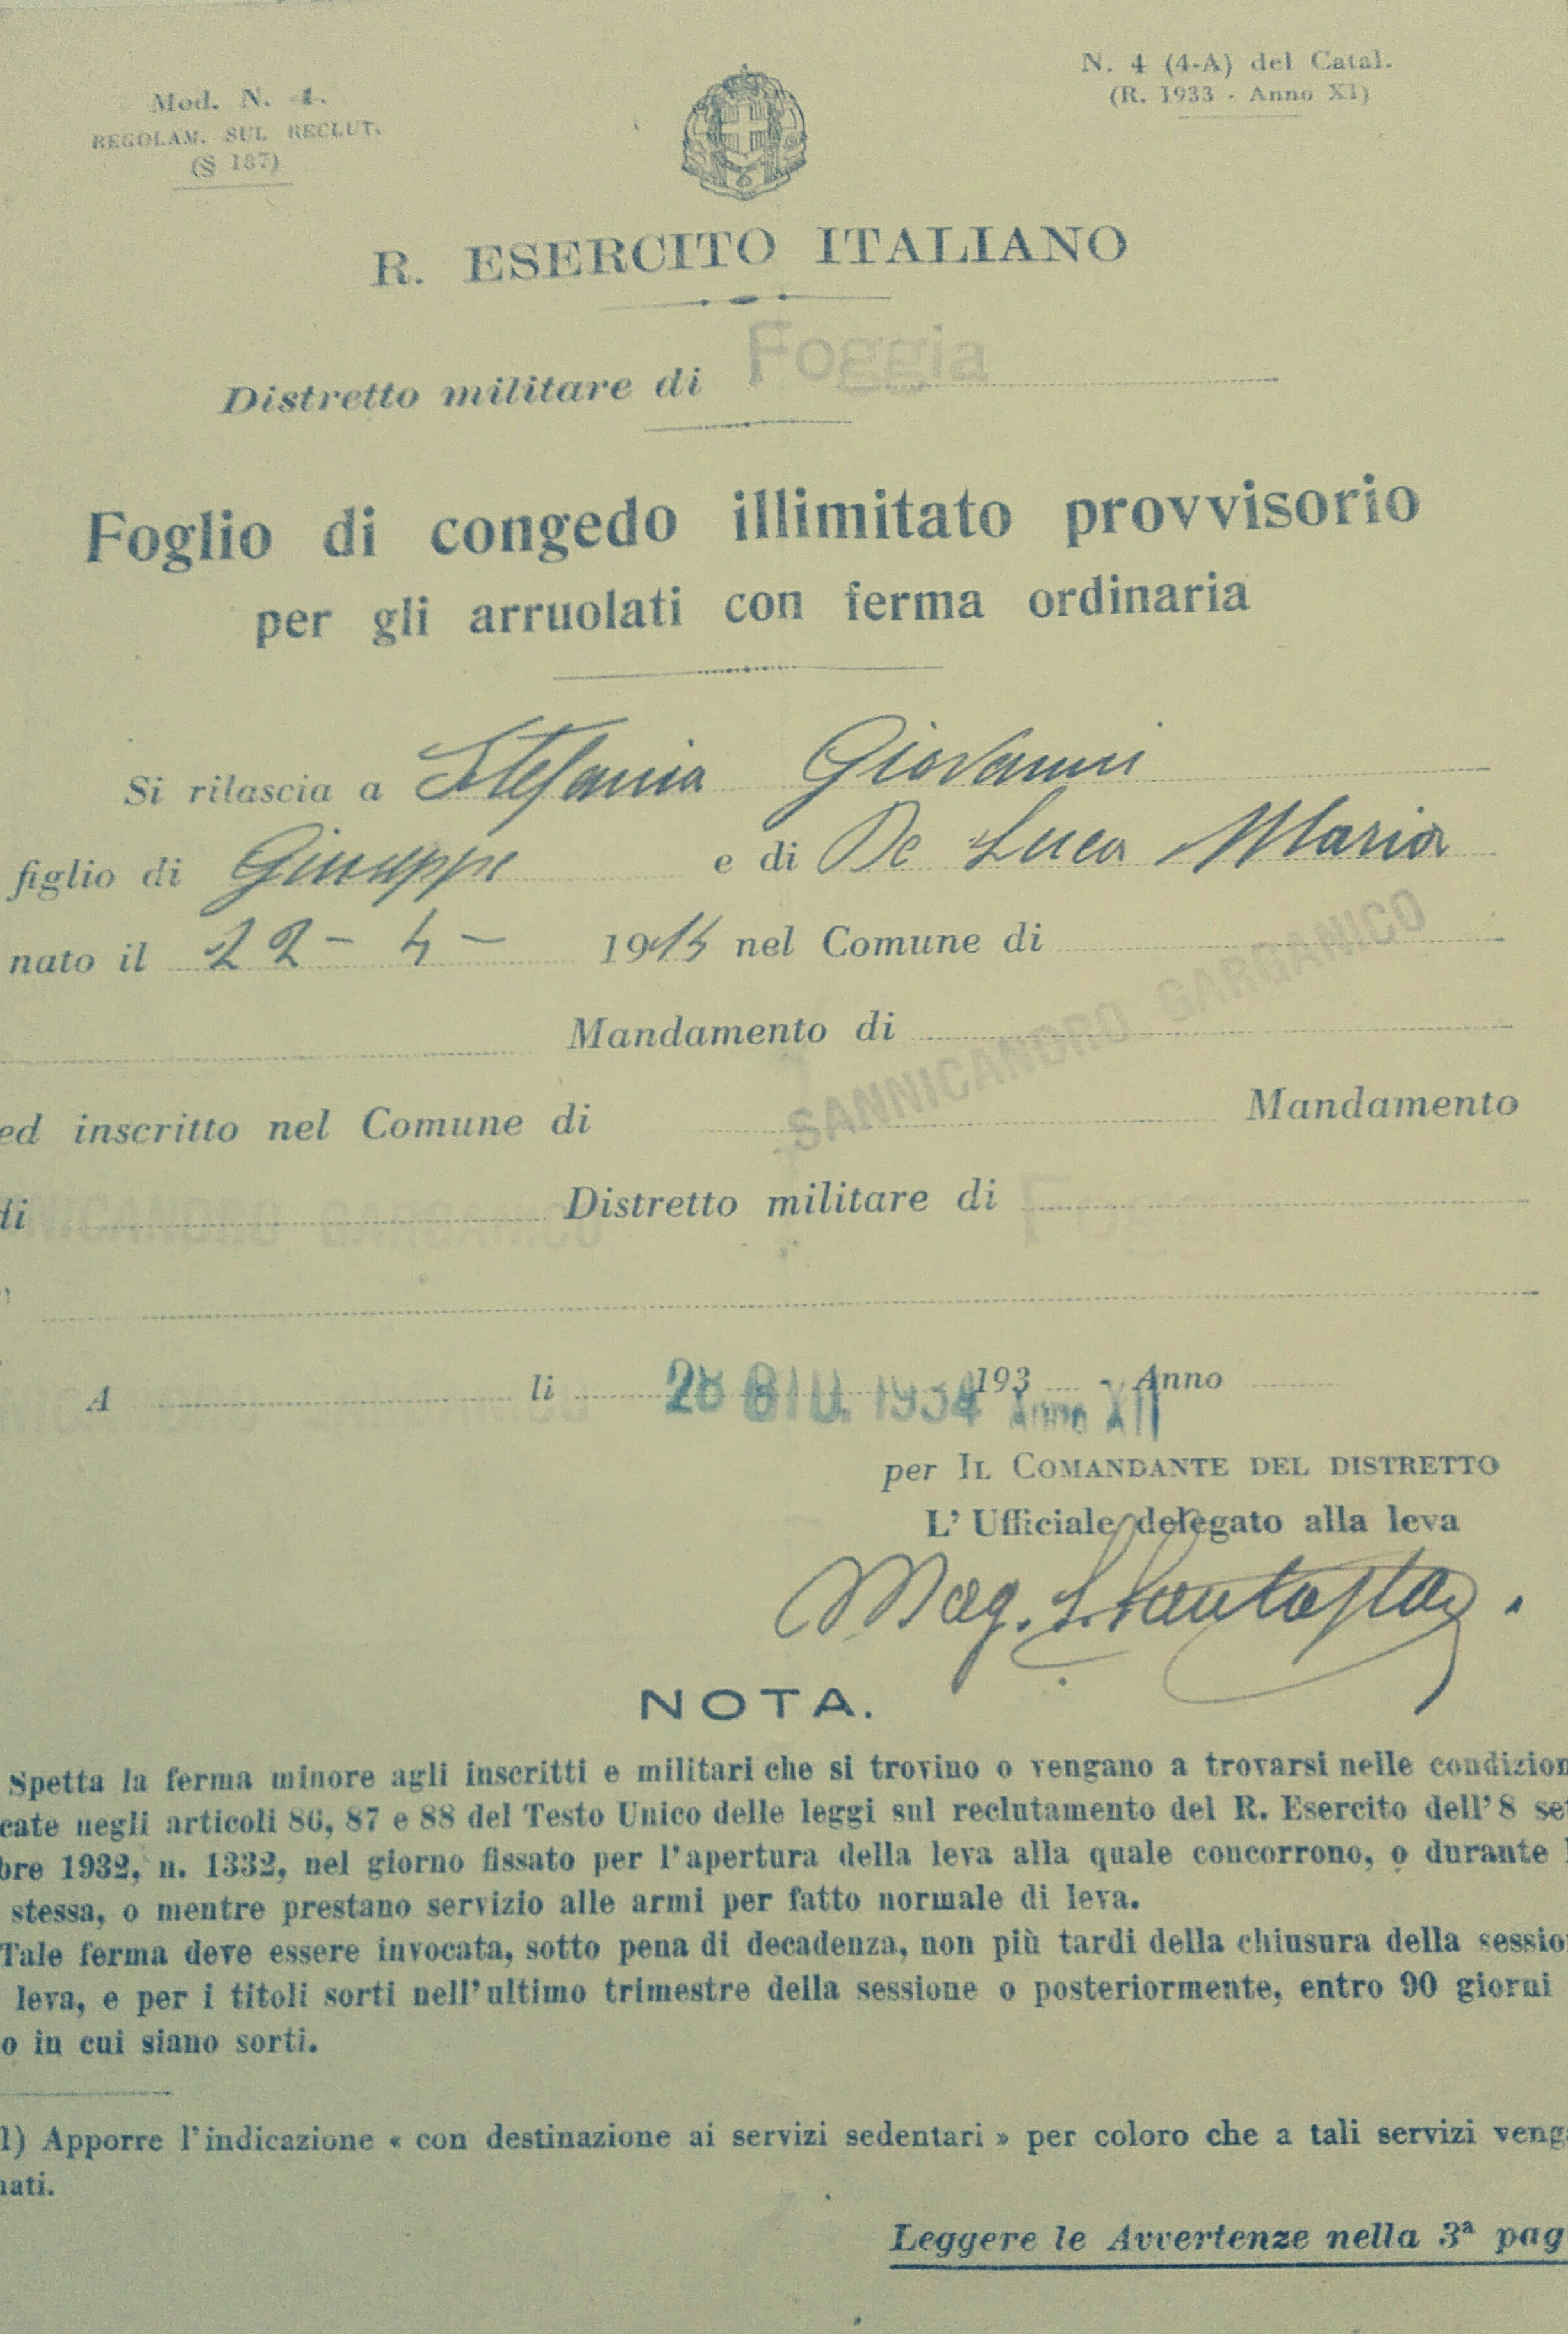 Mod. N. 4.
REGOLAM. SUL RECLUT.
(§ 187)
N. 4 (4-A) del Catal.
(R. 1933 - Anno XI)
R. ESERCITO ITALIANO
Distretto militare di Foggia
Foglio di congedo illimitato provvisorio
per gli arruolati con ferma ordinaria
Si rilascia a Stefania Giovanni
figlio di Giuseppe e di De Luca Maria
nato il 22-4- 1914 nel Comune di
Mandamento di
SANNICANDRO GARGANICO
ed inscritto nel Comune di Mandamento
di NNICANDRO GARGANICO Distretto militare di Foggia
A li 28 GIU. 1934 Anno XII 193 - Anno
per IL COMANDANTE DEL DISTRETTO
L' Ufficiale delegato alla leva
Mag.
NOTA.
Spetta la ferma minore agli inscritti e militari che si trovino o vengano a trovarsi nelle condizion
cate negli articoli 86, 87 e 88 del Testo Unico delle leggi sul reclutamento del R. Esercito dell'8 set
bre 1932, n. 1332, nel giorno fissato per l'apertura della leva alla quale concorrono, o durante
stessa, o mentre prestano servizio alle armi per fatto normale di leva.
Tale ferma deve essere invocata, sotto pena di decadenza, non più tardi della chiusura della sessio
leva, e per i titoli sorti nell'ultimo trimestre della sessione o posteriormente, entro 90 giorni
o in cui siano sorti.
1) Apporre l'indicazione « con destinazione ai servizi sedentari » per coloro che a tali servizi venga
nati.
Leggere le Avvertenze nella 3ª pag